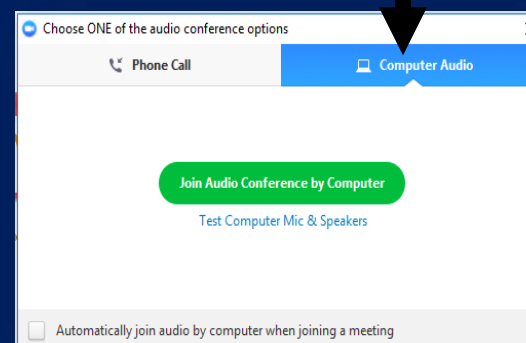 Choose ONE of the audio conference options
Phone Call
Computer Audio
Join Audio Conference by Computer
Test Computer Mic & Speakers
Automatically join audio by computer when joining a meeting